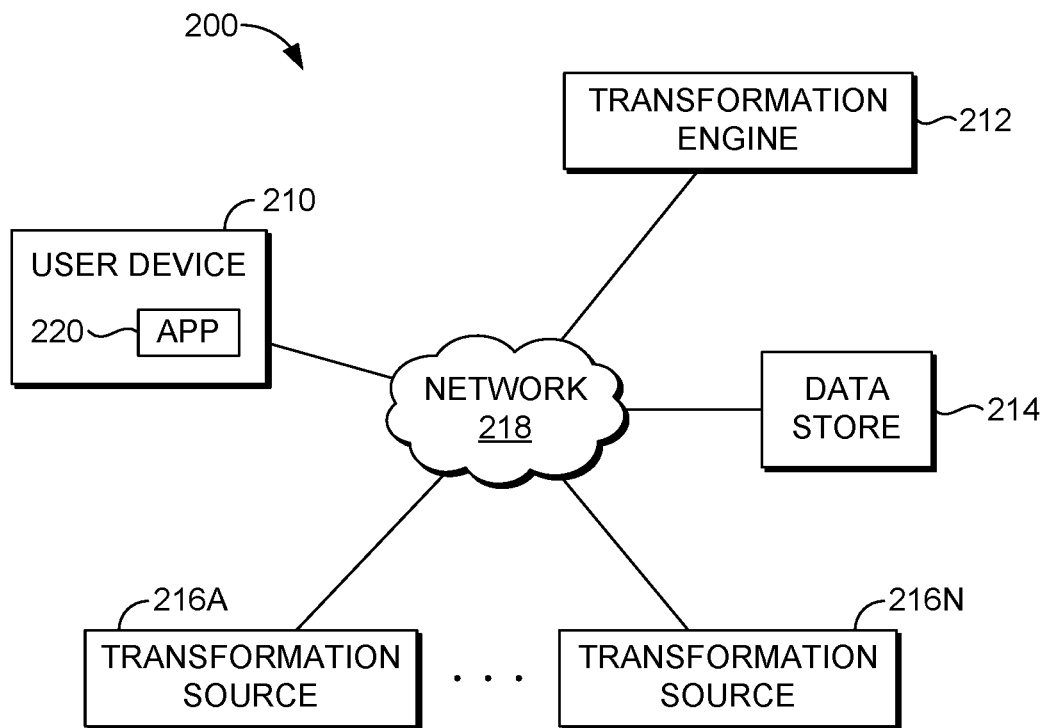 200
TRANSFORMATION
ENGINE
212
210
USER DEVICE
220
APP
NETWORK
218
DATA
STORE
214
216A
TRANSFORMATION
SOURCE
. . .
216N
TRANSFORMATION
SOURCE